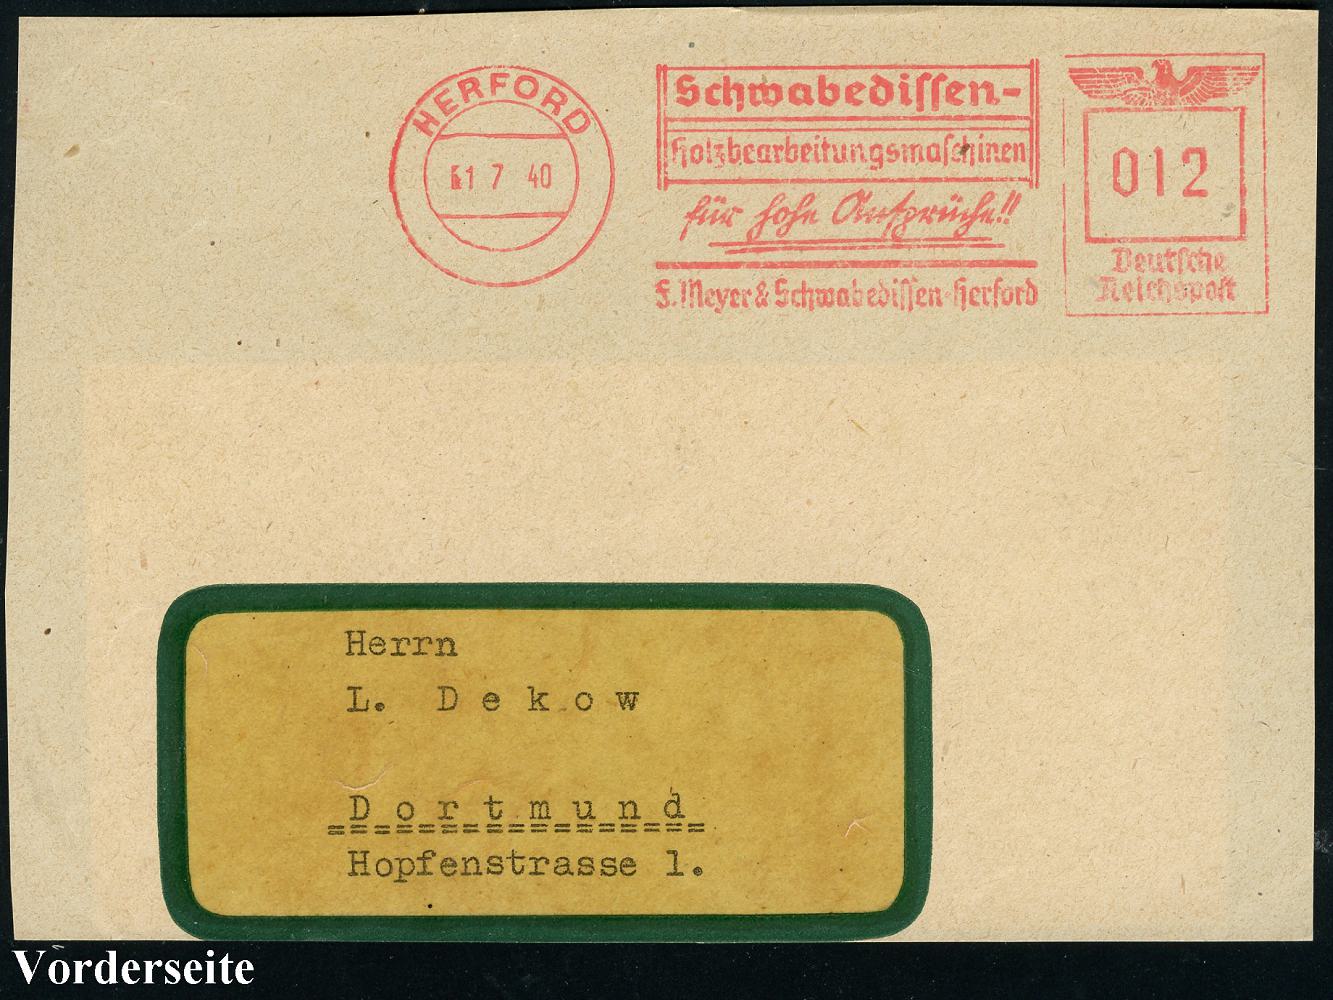 HERFORD
1 7 40
Schwabedissen-
Holzbearbeitungsmaschinen
für hohe Ansprüche!!
F. Meyer & Schwabedissen·Herford
012
Deutsche
Reichspost
Herrn
L. Dekow
Dortmund
Hopfenstrasse 1.
Vorderseite